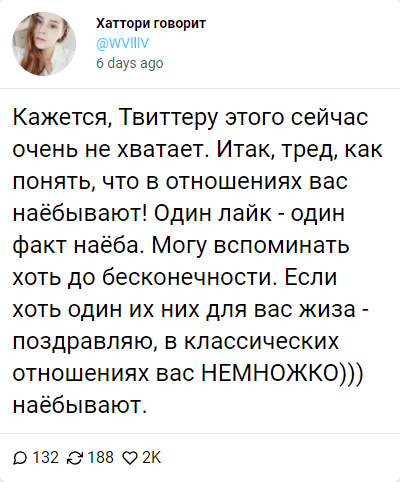 Хаттори говорит
@WVlllV
6 days ago
Кажется, Твиттеру этого сейчас
очень не хватает. Итак, тред, как
понять, что в отношениях вас
наёбывают! Один лайк - один
факт наёба. Могу вспоминать
хоть до бесконечности. Если
хоть один их них для вас жиза -
поздравляю, в классических
отношениях вас НЕМНОЖКО)))
наёбывают.
132 188 2K